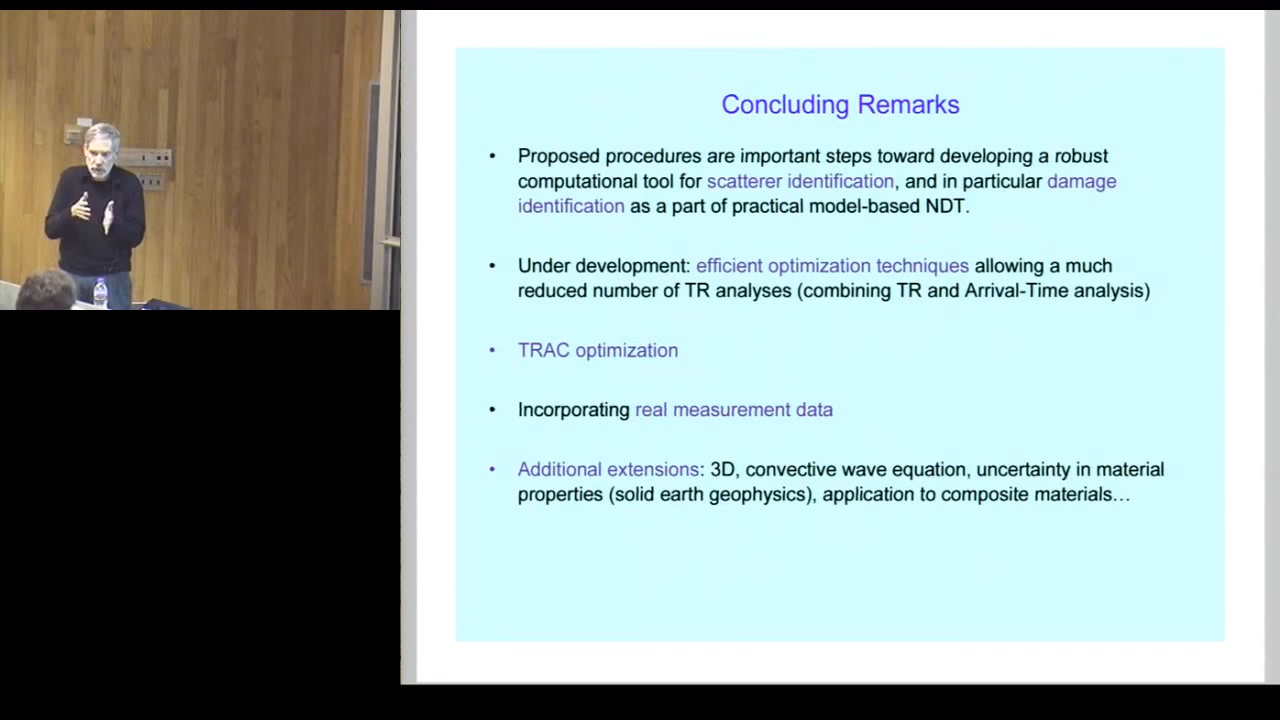 Concluding Remarks
• Proposed procedures are important steps toward developing a robust
computational tool for scatterer identification, and in particular damage
identification as a part of practical model-based NDT.
• Under development: efficient optimization techniques allowing a much
reduced number of TR analyses (combining TR and Arrival-Time analysis)
• TRAC optimization
• Incorporating real measurement data
• Additional extensions: 3D, convective wave equation, uncertainty in material
properties (solid earth geophysics), application to composite materials…